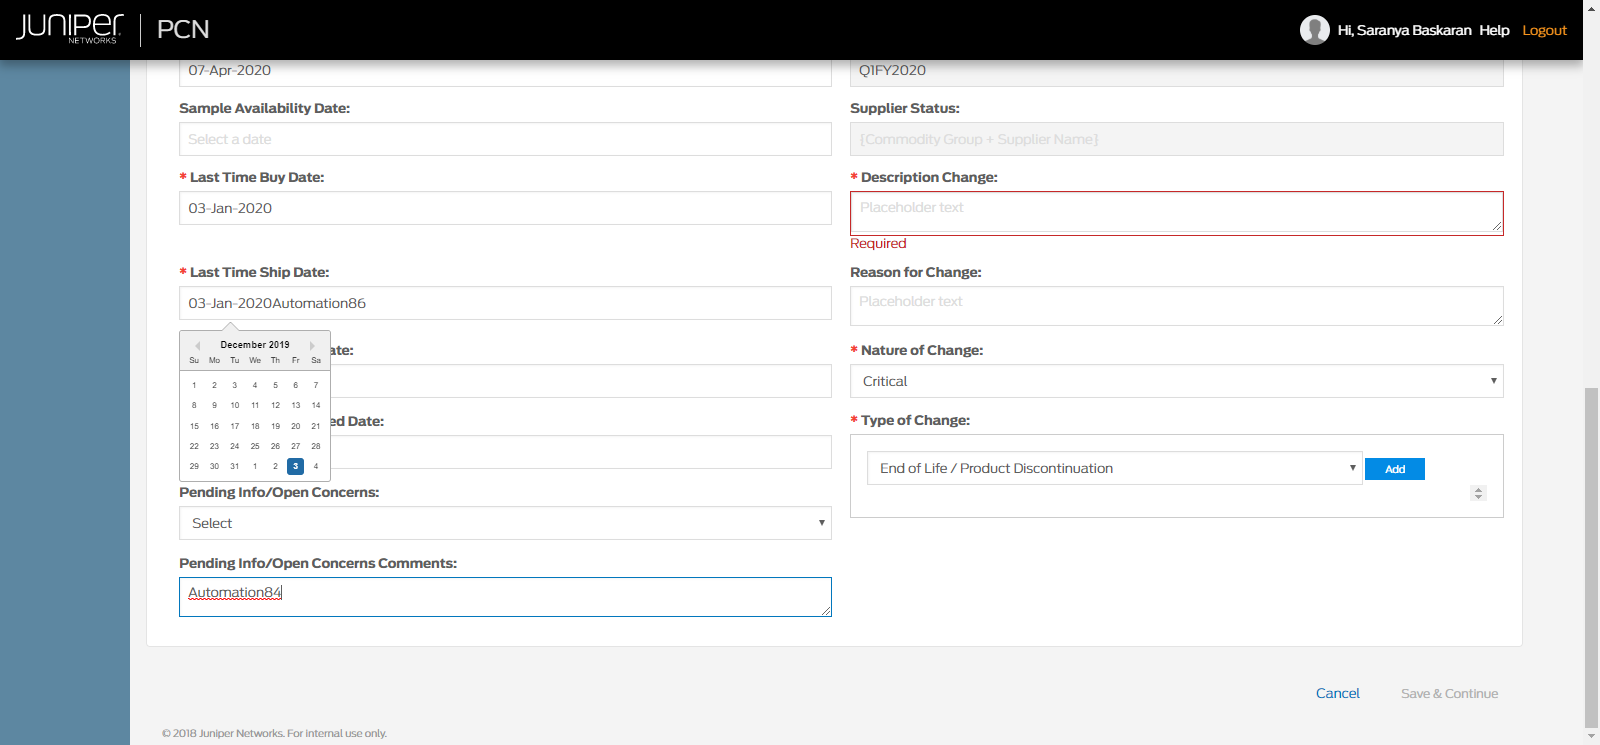 JUNIPER NETWORKS PCN Hi, Saranya Baskaran Help Logout
07-Apr-2020
Q1FY2020
Sample Availability Date:
Supplier Status:
Select a date
[Commodity Group + Supplier Name]
* Last Time Buy Date:
* Description Change:
03-Jan-2020
Placeholder text
Required
* Last Time Ship Date:
Reason for Change:
03-Jan-2020Automation86
Placeholder text
December 2019
Su Mo Tu We Th Fr Sa
1 2 3 4 5 6 7
8 9 10 11 12 13 14
15 16 17 18 19 20 21
22 23 24 25 26 27 28
29 30 31 1 2 3 4
ate:
* Nature of Change:
Critical
ed Date:
* Type of Change:
End of Life / Product Discontinuation
Add
Pending Info/Open Concerns:
Select
Pending Info/Open Concerns Comments:
Automation84
Cancel
Save & Continue
© 2018 Juniper Networks. For internal use only.